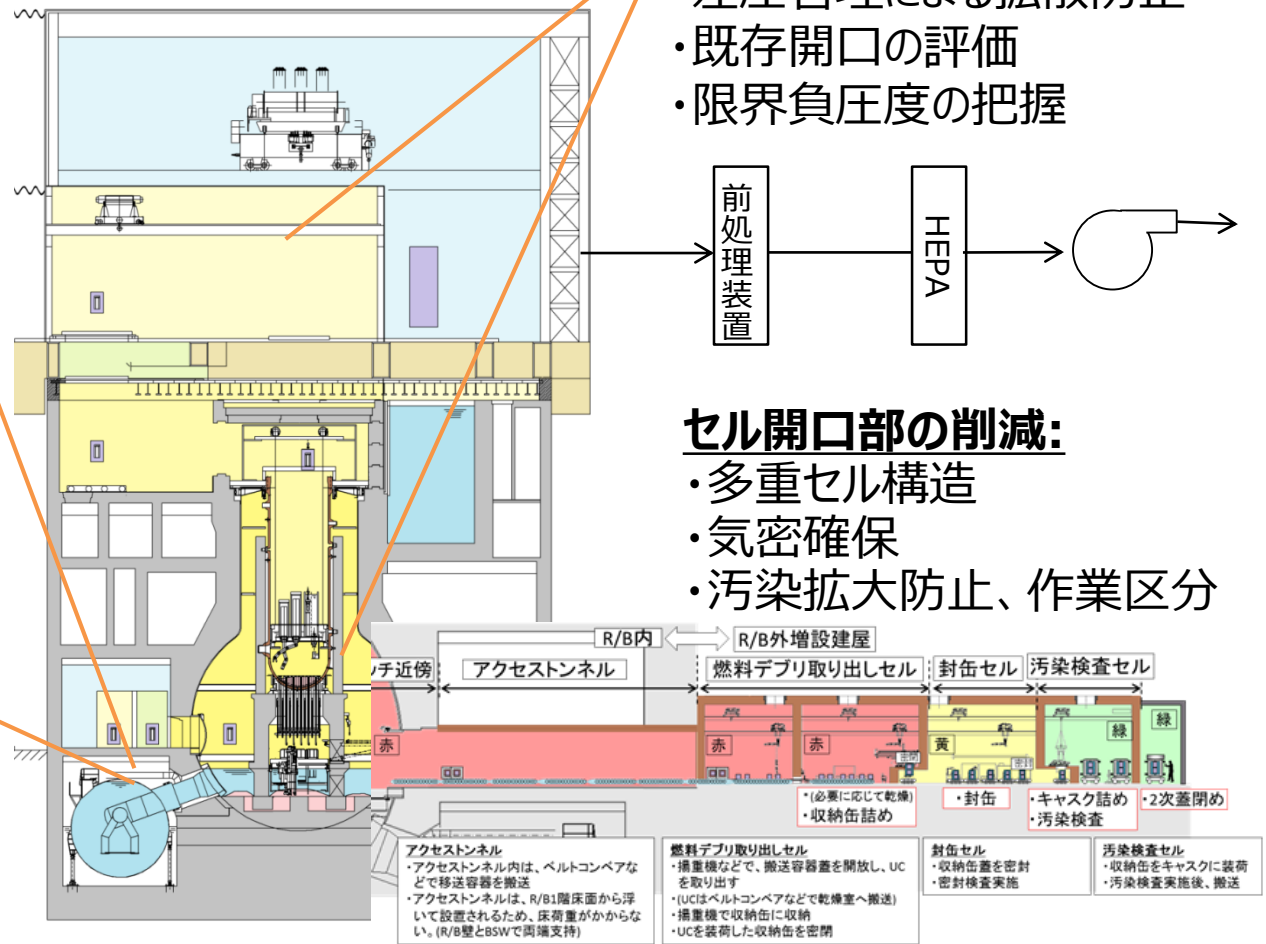 ・既存開口の評価
・限界負圧度の把握
前処理装置
HEPA
セル開口部の削減:
・多重セル構造
・気密確保
・汚染拡大防止、作業区分
R/B内
R/B外増設建屋
ッチ近傍
アクセストンネル
燃料デブリ取り出しセル
封缶セル
汚染検査セル
赤
赤
赤
黄
緑
緑
密閉
密封
・(必要に応じて乾燥)
・収納缶詰め
・封缶
・キャスク詰め
・汚染検査
・2次蓋閉め
アクセストンネル
・アクセストンネル内は、ベルトコンベアな
どで移送容器を搬送
・アクセストンネルは、R/B1階床面から浮
いて設置されるため、床荷重がかからな
い。(R/B壁とBSWで両端支持)
燃料デブリ取り出しセル
・揚重機などで、搬送容器蓋を開放し、UC
を取り出す
・(UCはベルトコンベアなどで乾燥室へ搬送)
・揚重機で収納缶に収納
・UCを装荷した収納缶を密閉
封缶セル
・収納缶蓋を密封
・密封検査実施
汚染検査セル
・収納缶をキャスクに装荷
・汚染検査実施後、搬送